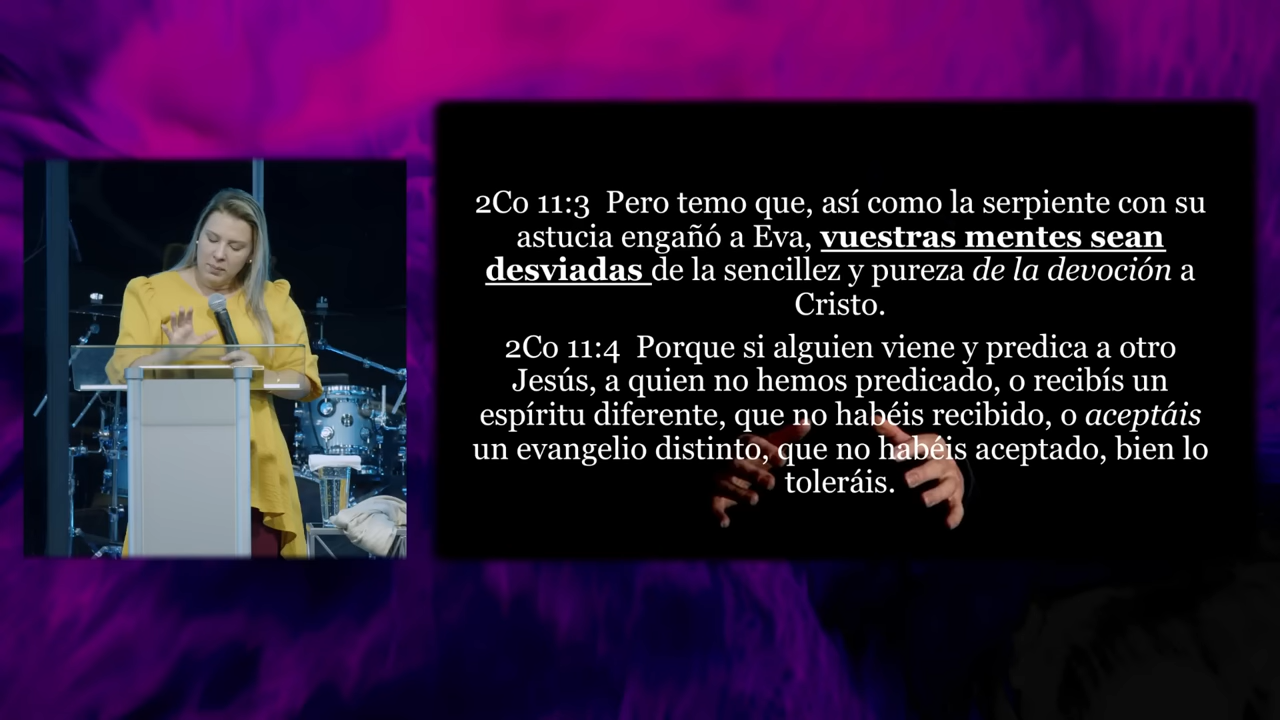 2Co 11:3  Pero temo que, así como la serpiente con su
astucia engañó a Eva, vuestras mentes sean
desviadas de la sencillez y pureza de la devoción a
Cristo.
2Co 11:4  Porque si alguien viene y predica a otro
Jesús, a quien no hemos predicado, o recibís un
espíritu diferente, que no habéis recibido, o aceptáis
un evangelio distinto, que no habéis aceptado, bien lo
toleráis.